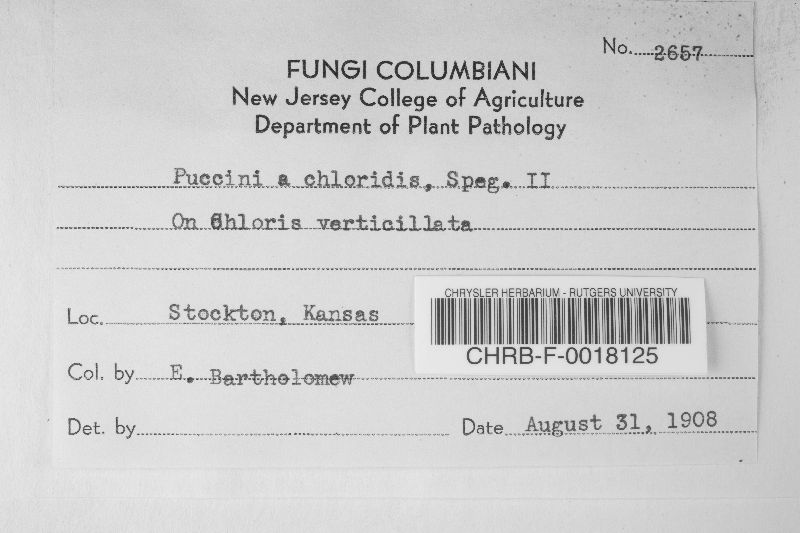 No. 2657
FUNGI COLUMBIANI
New Jersey College of Agriculture
Department of Plant Pathology
Puccini a chloridis, Speg. II
On Chloris verticillata
CHRYSLER HERBARIUM - RUTGERS UNIVERSITY
Loc. Stockton, Kansas
CHRB-F-0018125
Col. by E. Bartholomew
Det. by
Date August 31, 1908